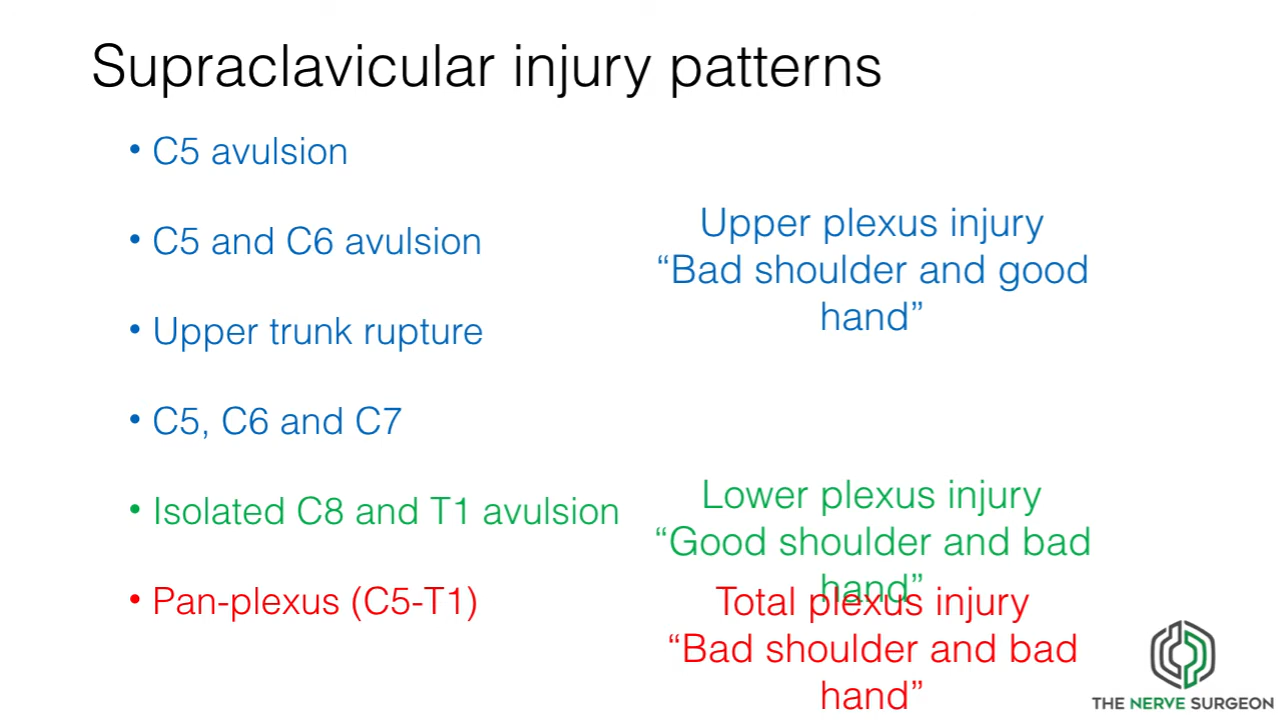 Supraclavicular injury patterns
• C5 avulsion
• C5 and C6 avulsion
• Upper trunk rupture
• C5, C6 and C7
• Isolated C8 and T1 avulsion
• Pan-plexus (C5-T1)
Upper plexus injury
“Bad shoulder and good
hand”
Lower plexus injury
“Good shoulder and bad
hand”
Total plexus injury
“Bad shoulder and bad
hand”
THE NERVE SURGEON